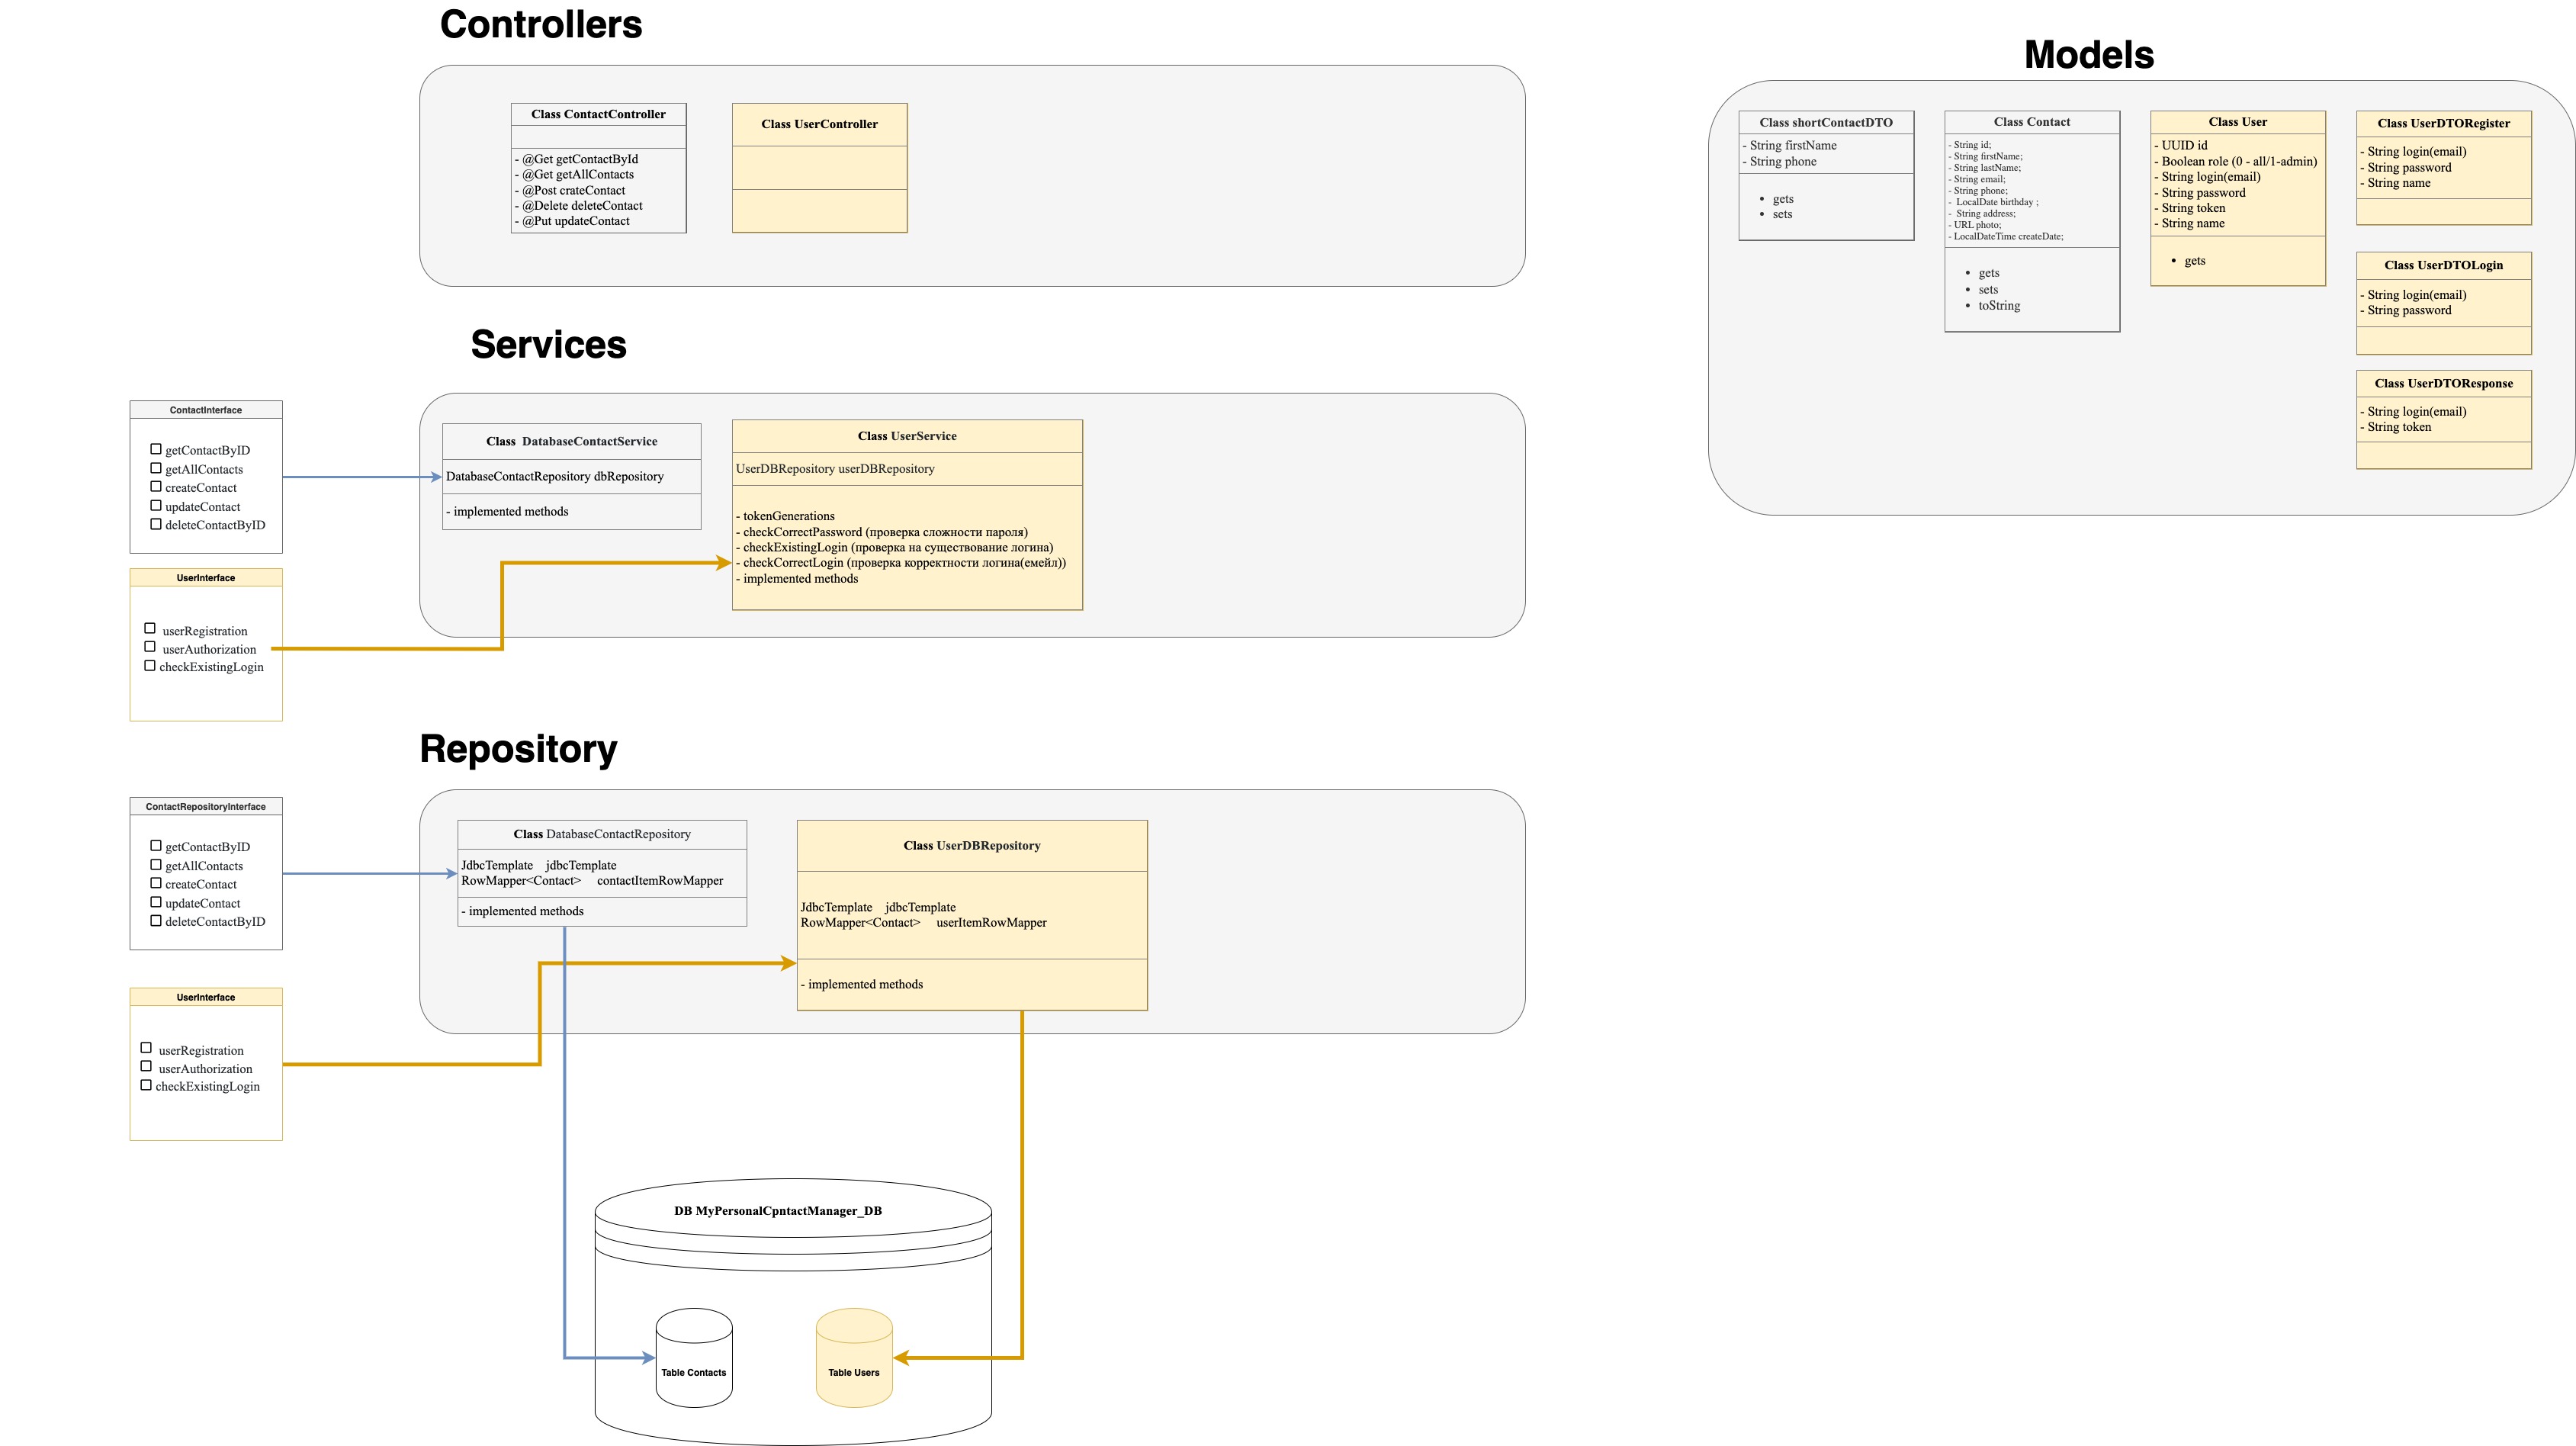 Controllers
Class ContactController
- @Get getContactById
- @Get getAllContacts
- @Post crateContact
- @Delete deleteContact
- @Put updateContact
Class UserController
Models
Class shortContactDTO
- String firstName
- String phone
• gets
• sets
Class Contact
- String id;
- String firstName;
- String lastName;
- String email;
- String phone;
- LocalDate birthday ;
- String address;
- URL photo;
- LocalDateTime createDate;
• gets
• sets
• toString
Class User
- UUID id
- Boolean role (0 - all/1-admin)
- String login(email)
- String password
- String token
- String name
• gets
Class UserDTORegister
- String login(email)
- String password
- String name
Class UserDTOLogin
- String login(email)
- String password
Class UserDTOResponse
- String login(email)
- String token
Services
ContactInterface
getContactByID
getAllContacts
createContact
updateContact
deleteContactByID
Class DatabaseContactService
DatabaseContactRepository dbRepository
- implemented methods
Class UserService
UserDBRepository userDBRepository
- tokenGenerations
- checkCorrectPassword (проверка сложности пароля)
- checkExistingLogin (проверка на существование логина)
- checkCorrectLogin (проверка корректности логина(емейл))
- implemented methods
UserInterface
userRegistration
userAuthorization
checkExistingLogin
Repository
ContactRepositoryInterface
getContactByID
getAllContacts
createContact
updateContact
deleteContactByID
Class DatabaseContactRepository
JdbcTemplate jdbcTemplate
RowMapper<Contact> contactItemRowMapper
- implemented methods
Class UserDBRepository
JdbcTemplate jdbcTemplate
RowMapper<Contact> userItemRowMapper
- implemented methods
UserInterface
userRegistration
userAuthorization
checkExistingLogin
DB MyPersonalCpntactManager_DB
Table Contacts
Table Users